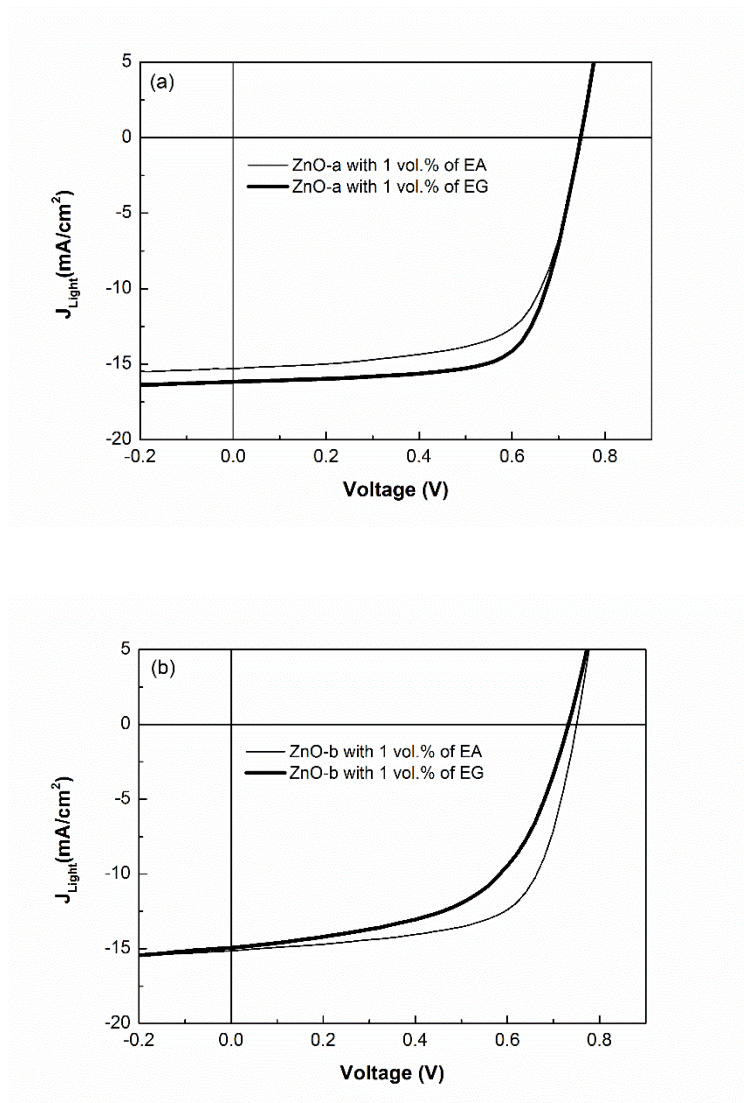 (a)
5
0
-5
-10
-15
-20
ZnO-a with 1 vol.% of EA
ZnO-a with 1 vol.% of EG
J_Light(mA/cm²)
-0.2 0.0 0.2 0.4 0.6 0.8
Voltage (V)
(b)
5
0
-5
-10
-15
-20
ZnO-b with 1 vol.% of EA
ZnO-b with 1 vol.% of EG
J_Light(mA/cm²)
-0.2 0.0 0.2 0.4 0.6 0.8
Voltage (V)